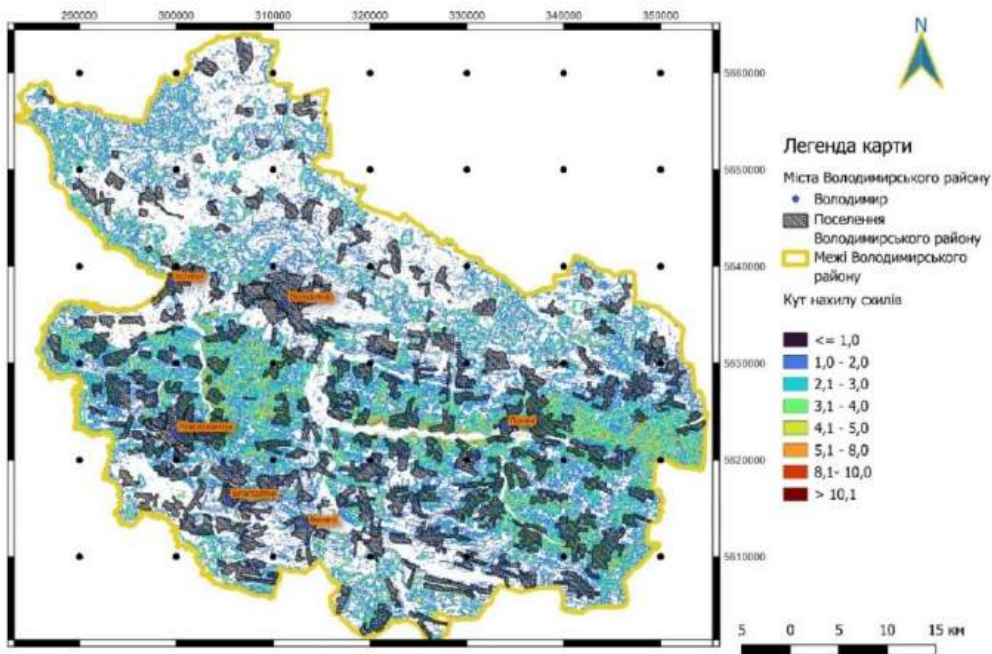 290000 300000 310000 320000 330000 340000 350000
N
5660000
5650000
5640000
5630000
5620000
5610000
Легенда карти
Міста Володимирського району
Володимир
Поселення
Володимирського району
Межі Володимирського
району
Кут нахилу схилів
<= 1,0
1,0 - 2,0
2,1 - 3,0
3,1 - 4,0
4,1 - 5,0
5,1 - 8,0
8,1- 10,0
> 10,1
5 0 5 10 15 км